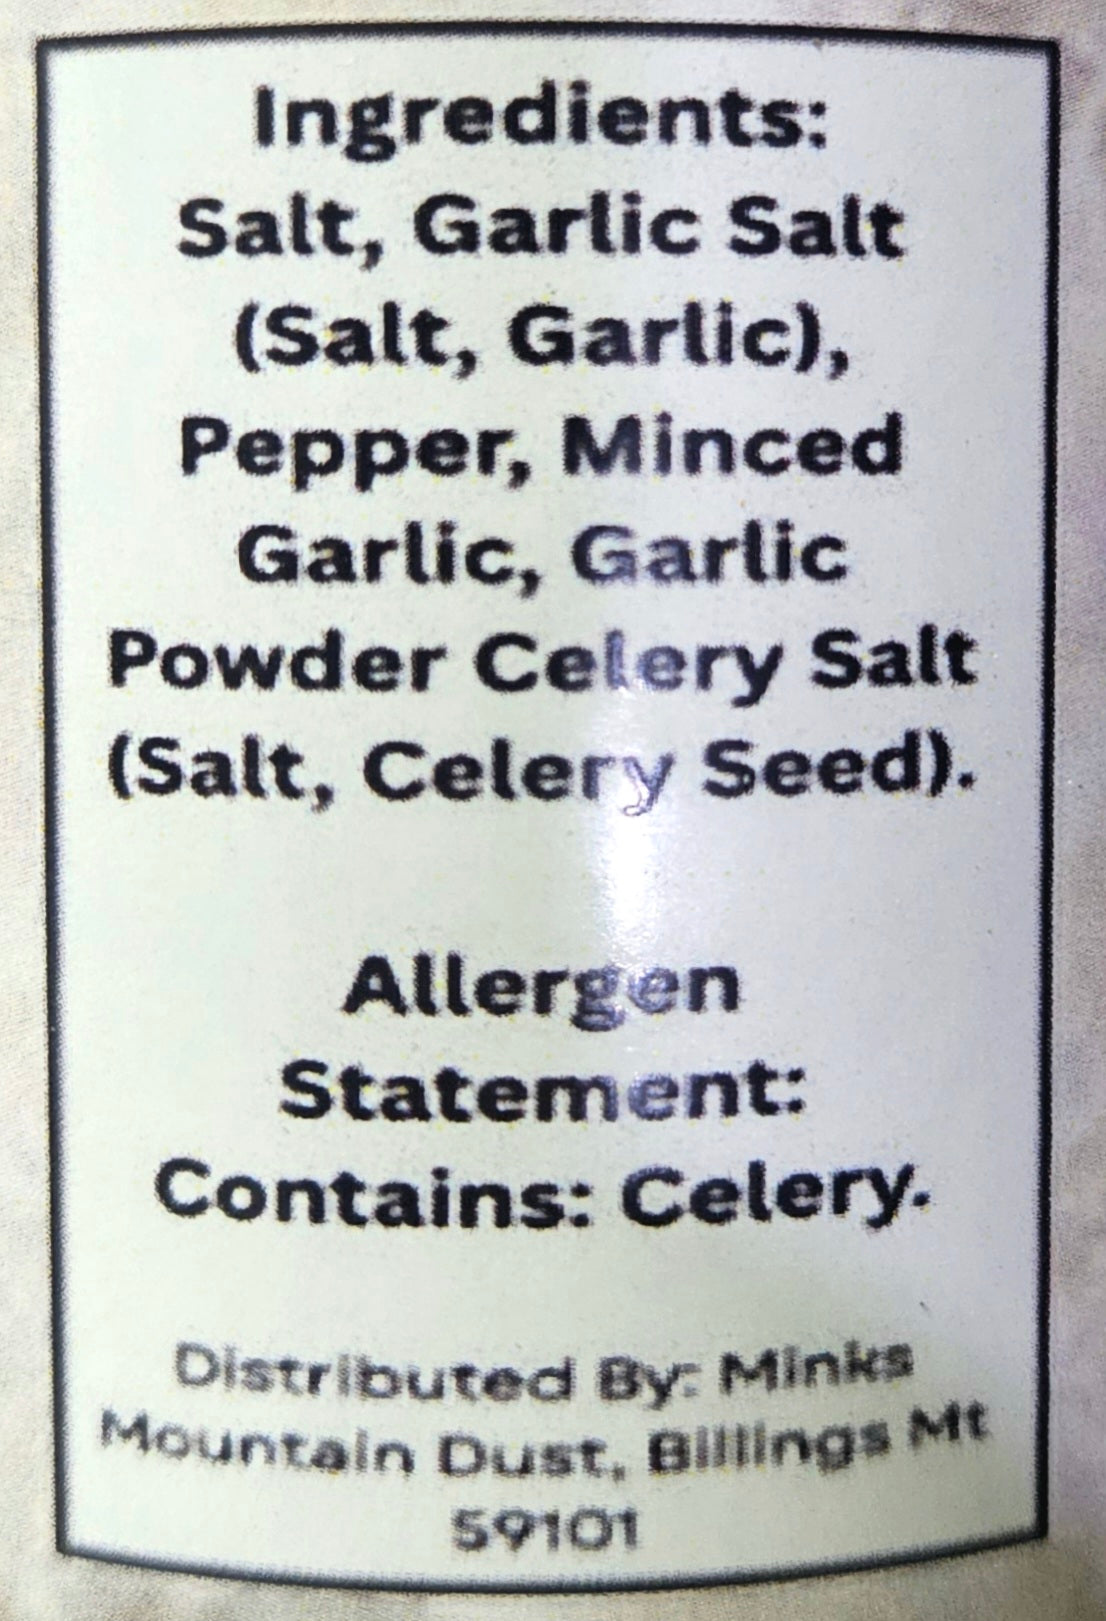 Ingredients:
Salt, Garlic Salt
(Salt, Garlic),
Pepper, Minced
Garlic, Garlic
Powder Celery Salt
(Salt, Celery Seed).
Allergen
Statement:
Contains: Celery.
Distributed By: Minks
Mountain Dust, Billings Mt
59101